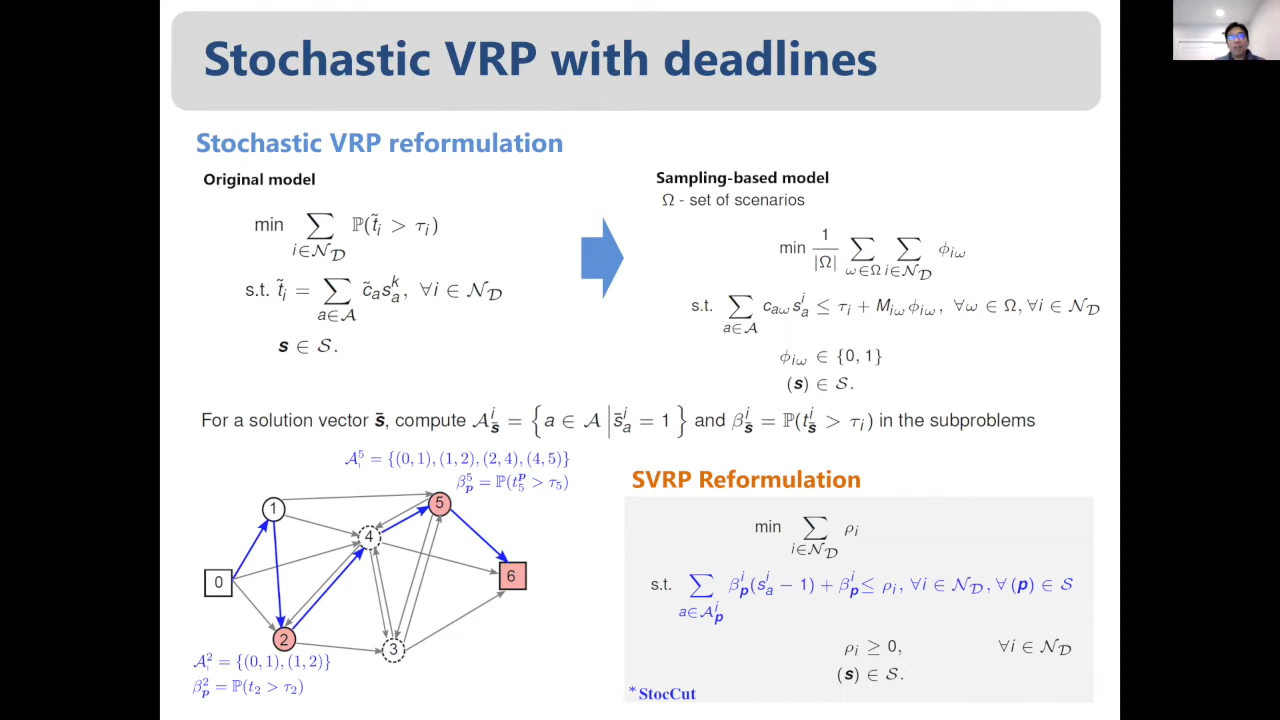 Stochastic VRP with deadlines
Stochastic VRP reformulation
Original model
min ∑_{i∈N_D} ℙ(t̃_i > τ_i)
s.t. t̃_i = ∑_{a∈A} c̃_a s_a^k, ∀i ∈ N_D
s ∈ S.
Sampling-based model
Ω - set of scenarios
min 1/|Ω| ∑_{ω∈Ω} ∑_{i∈N_D} ϕ_{iω}
s.t. ∑_{a∈A} c_{aω} s_a^i ≤ τ_i + M_{iω} ϕ_{iω}, ∀ω ∈ Ω, ∀i ∈ N_D
ϕ_{iω} ∈ {0, 1}
(s) ∈ S.
For a solution vector s̄, compute A_s̄^i = {a ∈ A | s̄_a^i = 1} and β_s̄^i = ℙ(t_s̄^i > τ_i) in the subproblems
A^5 = {(0, 1), (1, 2), (2, 4), (4, 5)}
β_p^5 = ℙ(t_5^p > τ_5)
1
5
4
0
6
2
3
A^2 = {(0, 1), (1, 2)}
β_p^2 = ℙ(t_2 > τ_2)
SVRP Reformulation
min ∑_{i∈N_D} ρ_i
s.t. ∑_{a∈A_p^i} β_p^i(s_a^i − 1) + β_p^i ≤ ρ_i, ∀i ∈ N_D, ∀ (p) ∈ S
ρ_i ≥ 0, ∀i ∈ N_D
(s) ∈ S.
*StocCut